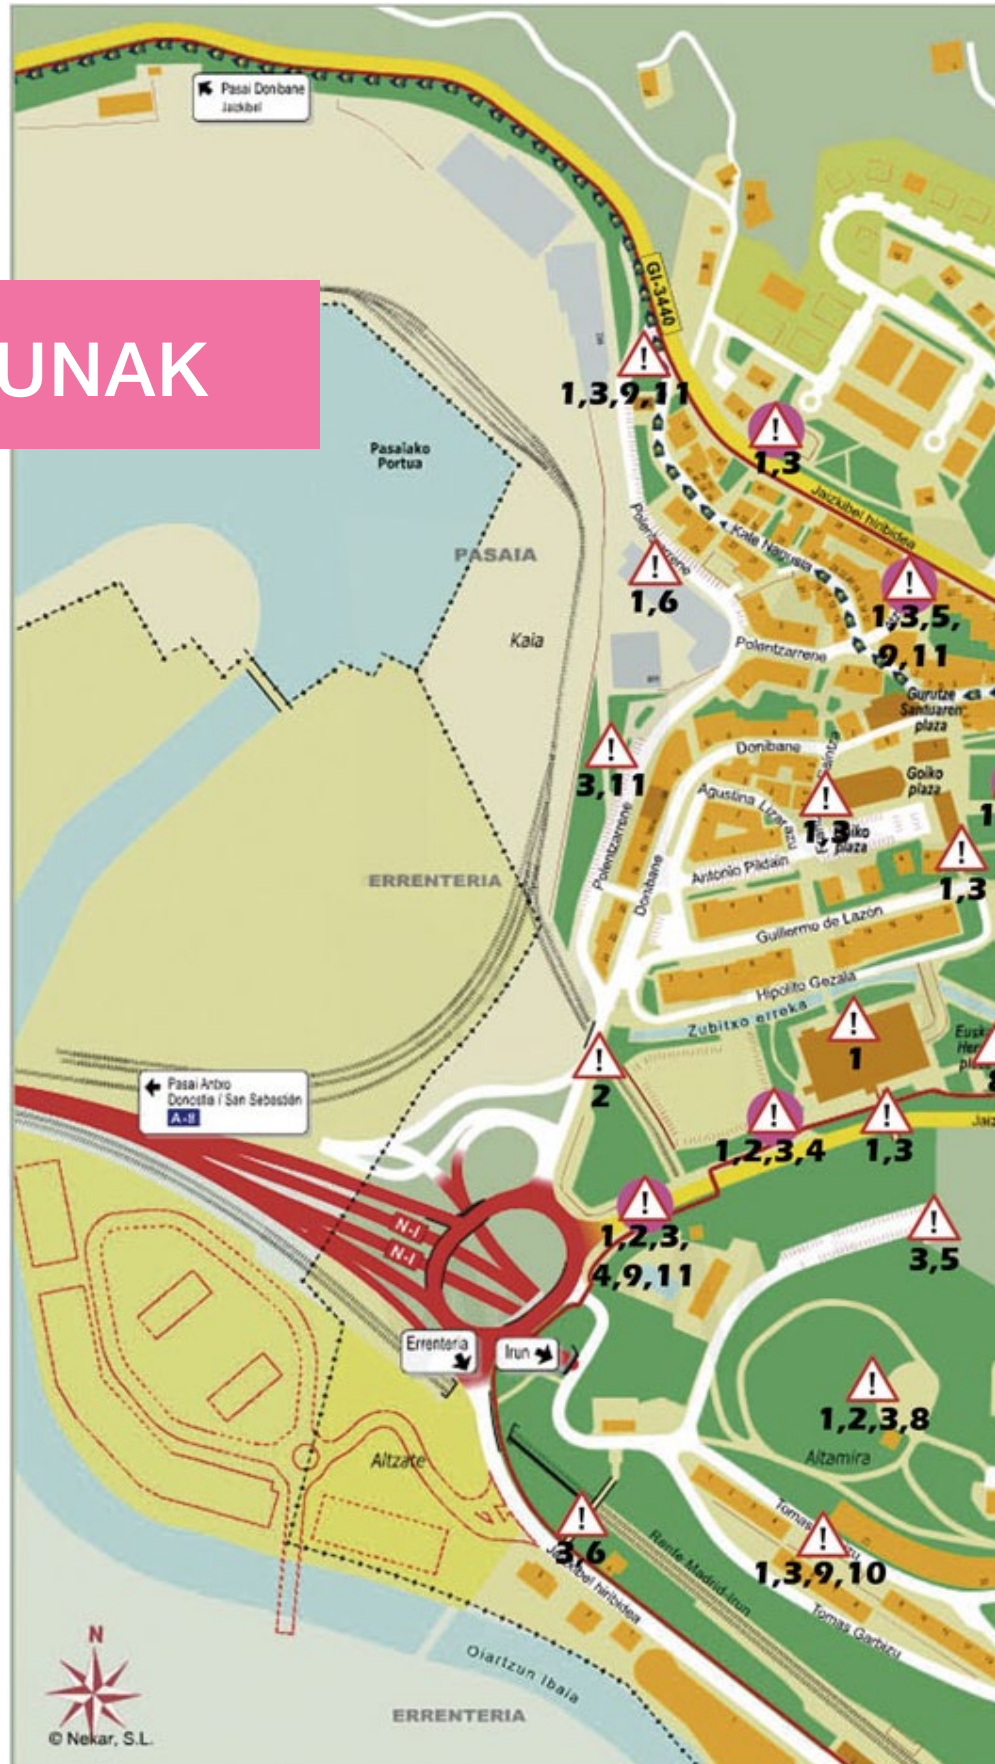 Pasai Donibane
Jaizkibel
GI-3440
UNAK
1,3,9,11
Pasaiako
Portua
1,3
Jaizkibel hiribidea
PASAIA
Polentzarrene
Kale Nagusia
1,6
1,3,5,
9,11
Kaia
Polentzarrene
Gurutze
Santuaren
plaza
Donibane
3,11
Goiko
plaza
Agustina Lizarazu
1,3
plaza
Polentzarrene
Antonio Pildain
1,3
ERRENTERIA
Donibane
Guillermo de Lazón
Hipolito Gezala
Zubitxo erreka
1
2
Pasai Antxo
Donostia / San Sebastián
A-8
1,2,3,4
1,3
N-I
N-I
1,2,3,
4,9,11
3,5
Errenteria
Irun
1,2,3,8
Altzate
Altamira
3,6
Jaizkibel hiribidea
Renfe Madrid-Irun
1,3,9,10
Tomas Garbizu
Oiartzun Ibaia
N
ERRENTERIA
© Nekar, S.L.